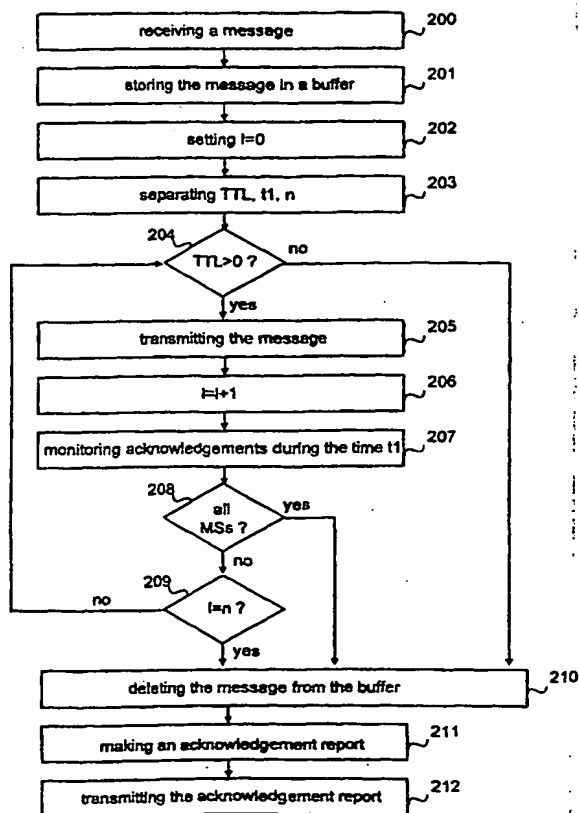 receiving a message 200
storing the message in a buffer 201
setting i=0 202
separating TTL, t1, n 203
204 TTL>0 ? no
yes
transmitting the message 205
i=i+1 206
monitoring acknowledgements during the time t1 207
208 all yes
MSs ?
no
209
no i=n ?
yes
deleting the message from the buffer 210
making an acknowledgement report 211
transmitting the acknowledgement report 212